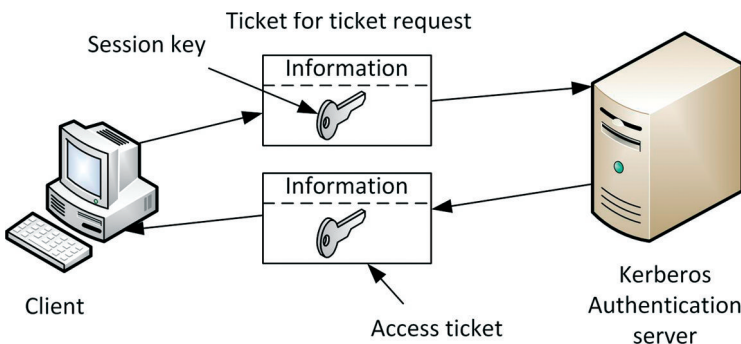 Ticket for ticket request
Session key
Information
Information
Client
Access ticket
Kerberos
Authentication
server